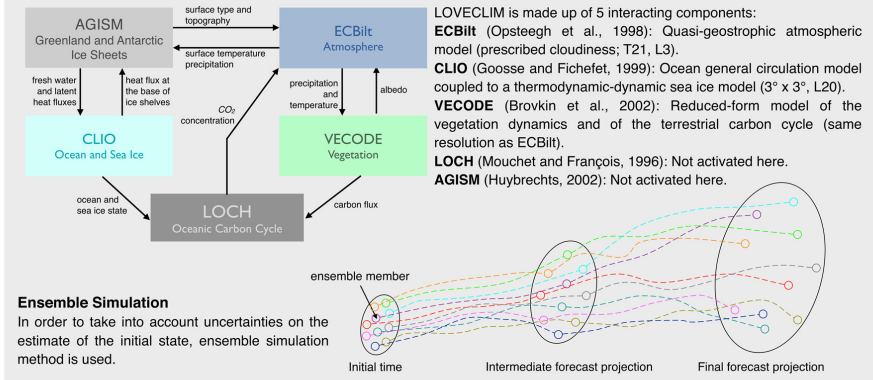 AGISM
Greenland and Antarctic
Ice Sheets
surface type and
topography
surface temperature
precipitation
ECBilt
Atmosphere
fresh water
and latent
heat fluxes
heat flux at
the base of
ice shelves
CO₂
concentration
precipitation
and
temperature
albedo
CLIO
Ocean and Sea Ice
VECODE
Vegetation
ocean and
sea ice state
LOCH
Oceanic Carbon Cycle
carbon flux
LOVECLIM is made up of 5 interacting components:
ECBilt (Opsteegh et al., 1998): Quasi-geostrophic atmospheric
model (prescribed cloudiness; T21, L3).
CLIO (Goosse and Fichefet, 1999): Ocean general circulation model
coupled to a thermodynamic-dynamic sea ice model (3° x 3°, L20).
VECODE (Brovkin et al., 2002): Reduced-form model of the
vegetation dynamics and of the terrestrial carbon cycle (same
resolution as ECBilt).
LOCH (Mouchet and François, 1996): Not activated here.
AGISM (Huybrechts, 2002): Not activated here.
Ensemble Simulation
In order to take into account uncertainties on the
estimate of the initial state, ensemble simulation
method is used.
ensemble member
Initial time
Intermediate forecast projection
Final forecast projection